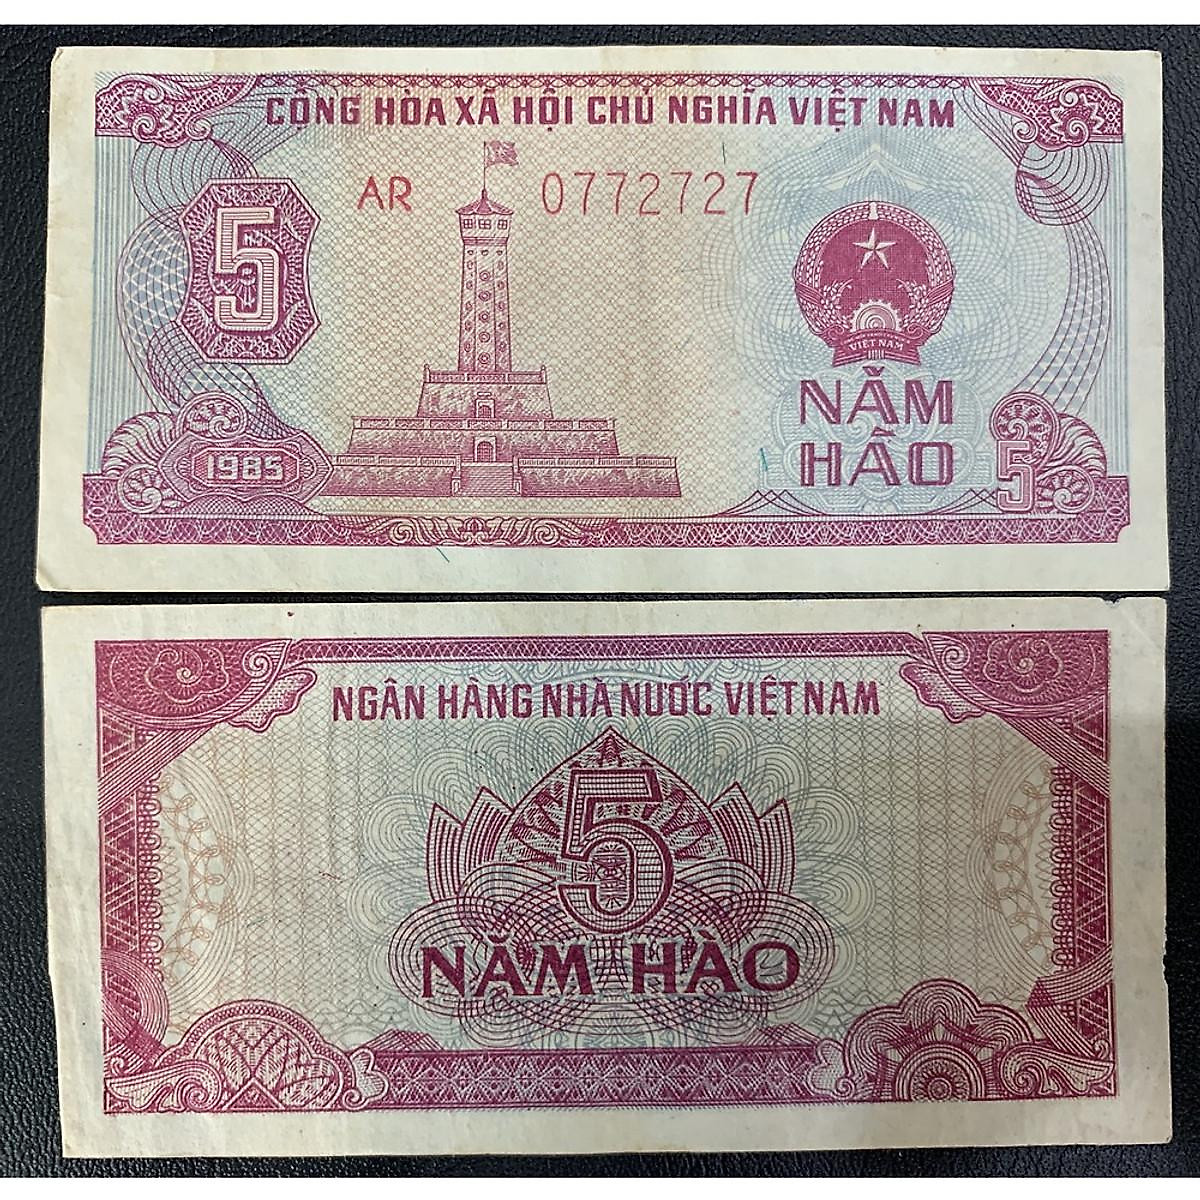 CỘNG HÒA XÃ HỘI CHỦ NGHĨA VIỆT NAM
AR 0772727
5
VIỆT NAM
NĂM
HÀO
1985
5
NGÂN HÀNG NHÀ NƯỚC VIỆT NAM
5
NĂM HÀO